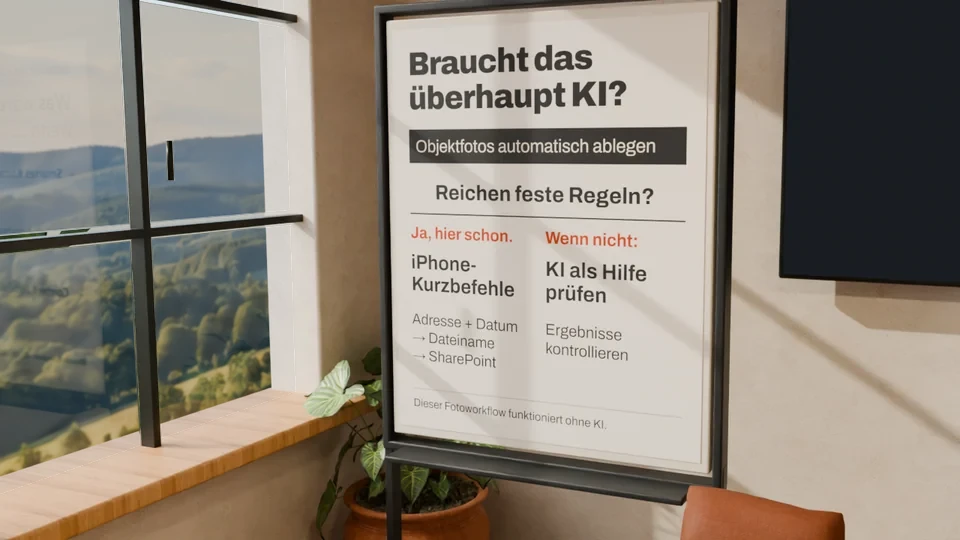 Braucht das
überhaupt KI?
Objektfotos automatisch ablegen
Reichen feste Regeln?
Ja, hier schon.
iPhone-
Kurzbefehle
Adresse + Datum
→ Dateiname
→ SharePoint
Wenn nicht:
KI als Hilfe
prüfen
Ergebnisse
kontrollieren
Dieser Fotoworkflow funktioniert ohne KI.